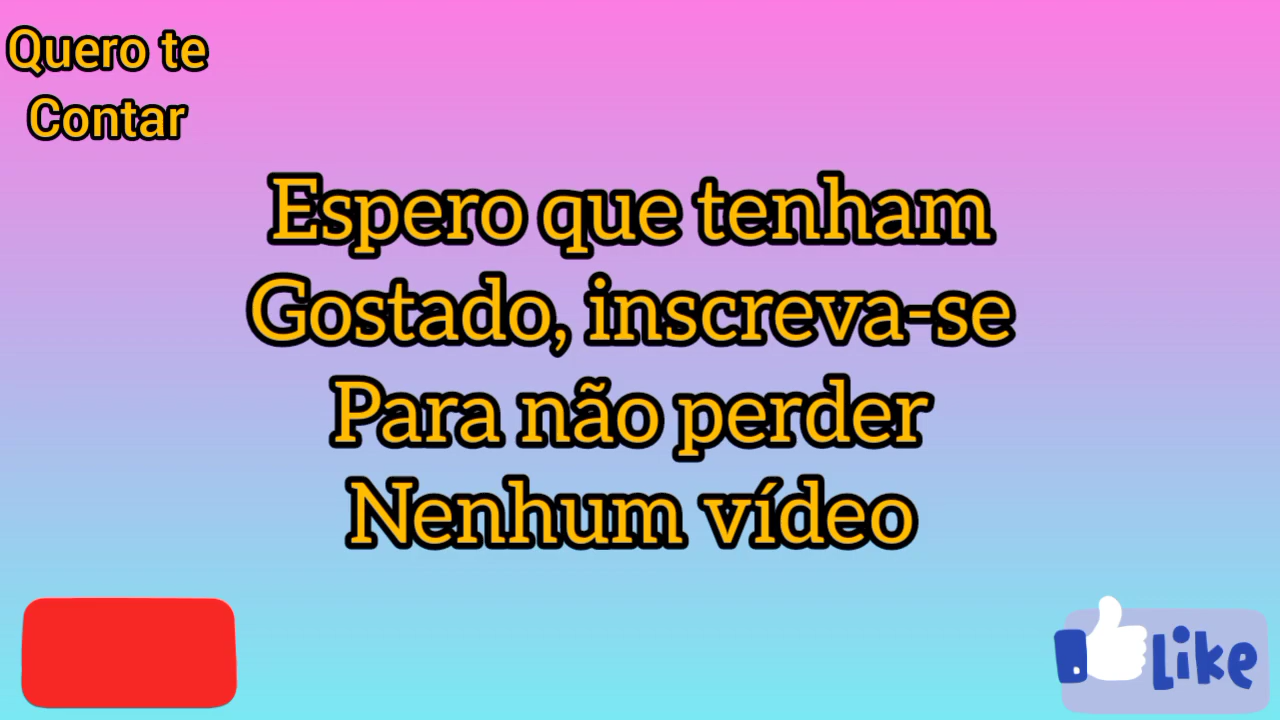 Quero te
Contar
Espero que tenham
Gostado, inscreva-se
Para não perder
Nenhum vídeo
LIKE